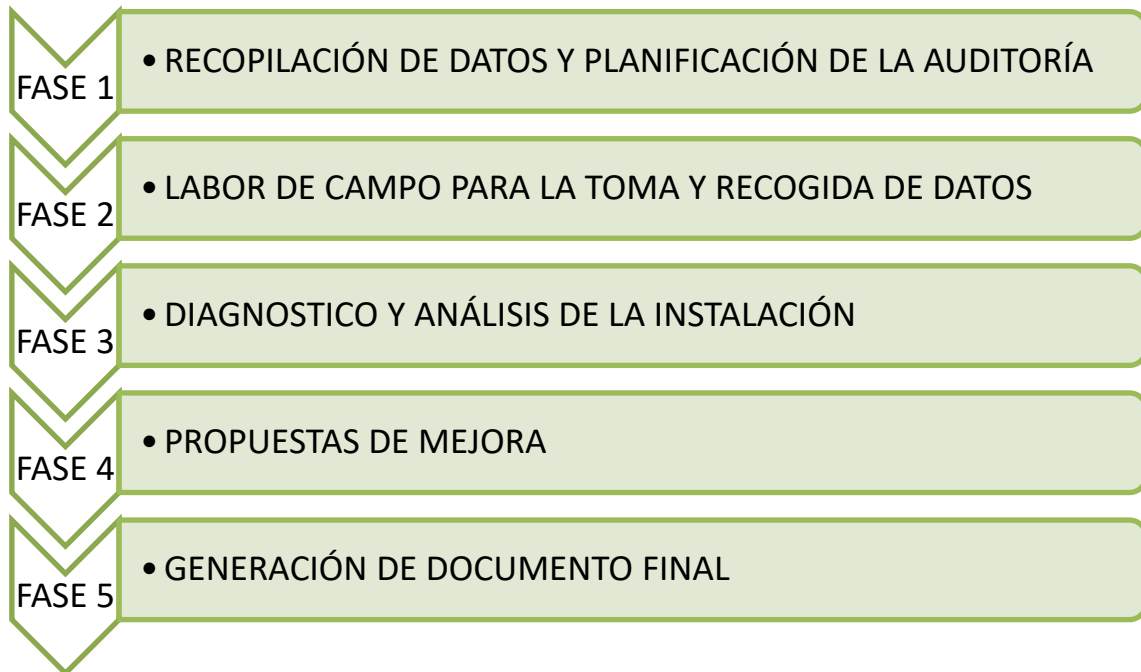 FASE 1
• RECOPILACIÓN DE DATOS Y PLANIFICACIÓN DE LA AUDITORÍA
FASE 2
• LABOR DE CAMPO PARA LA TOMA Y RECOGIDA DE DATOS
FASE 3
• DIAGNOSTICO Y ANÁLISIS DE LA INSTALACIÓN
FASE 4
• PROPUESTAS DE MEJORA
FASE 5
• GENERACIÓN DE DOCUMENTO FINAL